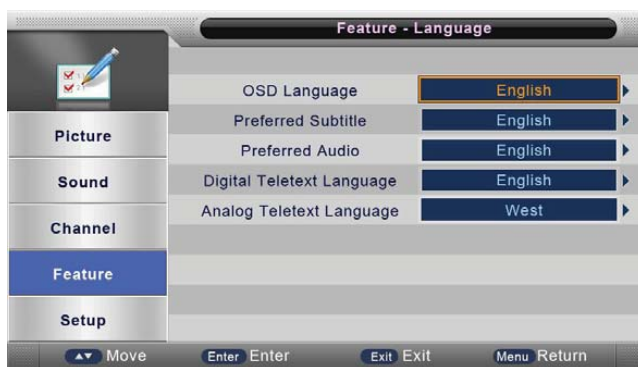 Feature - Language
OSD Language English
Preferred Subtitle English
Preferred Audio English
Digital Teletext Language English
Analog Teletext Language West
Picture
Sound
Channel
Feature
Setup
Move Enter Enter Exit Exit Menu Return